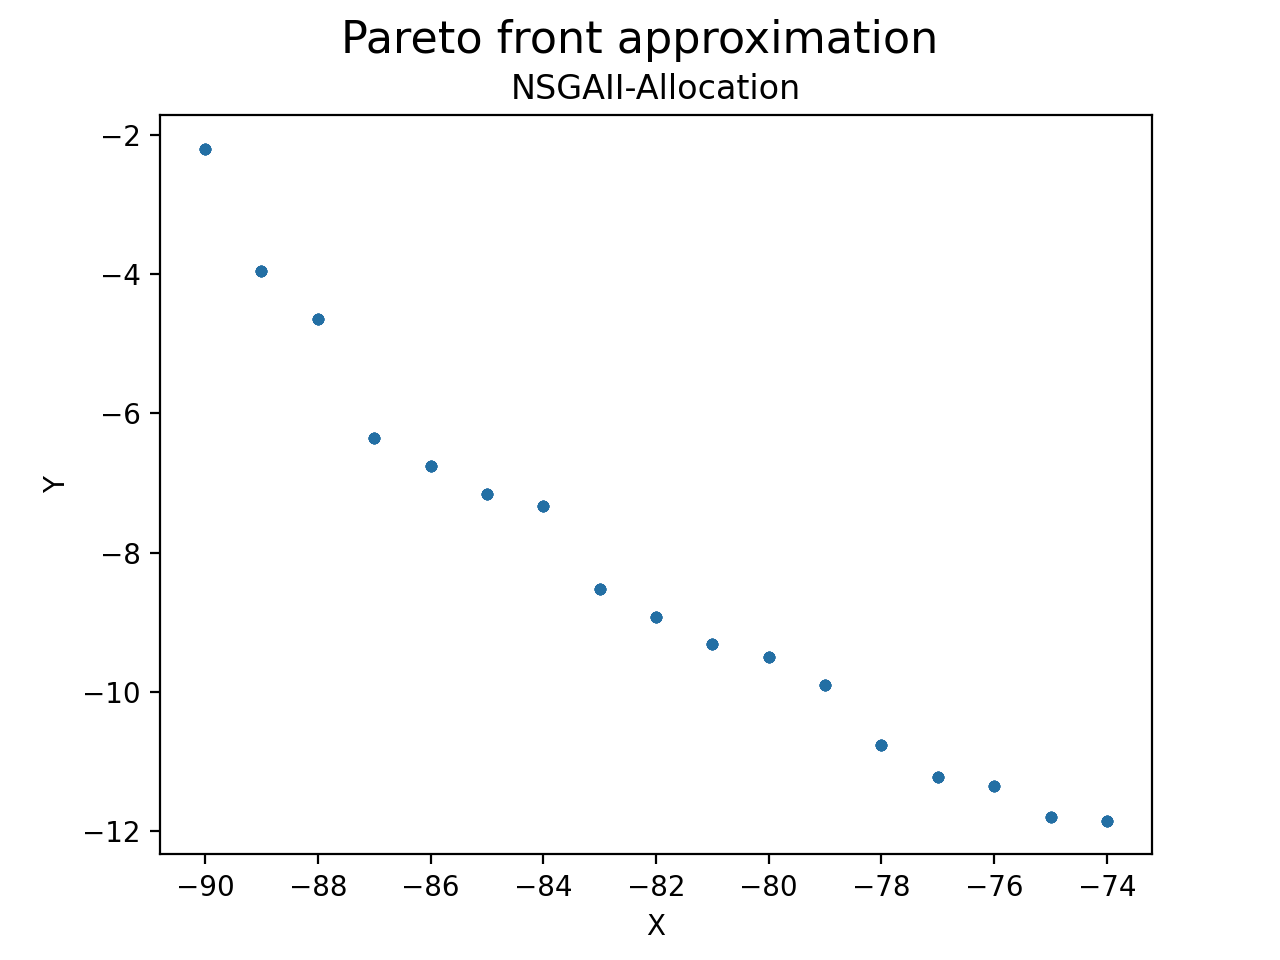 Pareto front approximation
NSGAII-Allocation
−2
−4
−6
−8
−10
−12
Y
−90 −88 −86 −84 −82 −80 −78 −76 −74
X